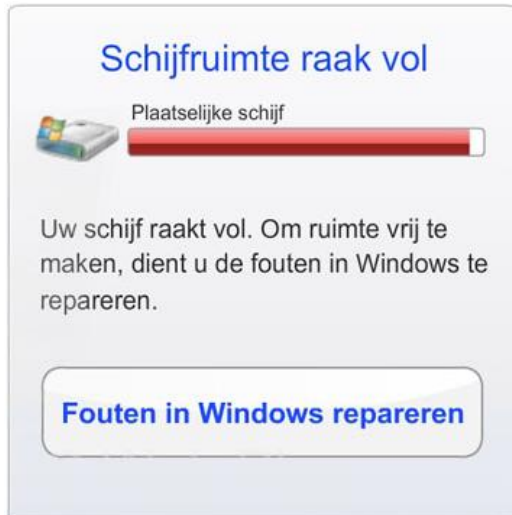 Schijfruimte raak vol
Plaatselijke schijf
Uw schijf raakt vol. Om ruimte vrij te
maken, dient u de fouten in Windows te
repareren.
Fouten in Windows repareren